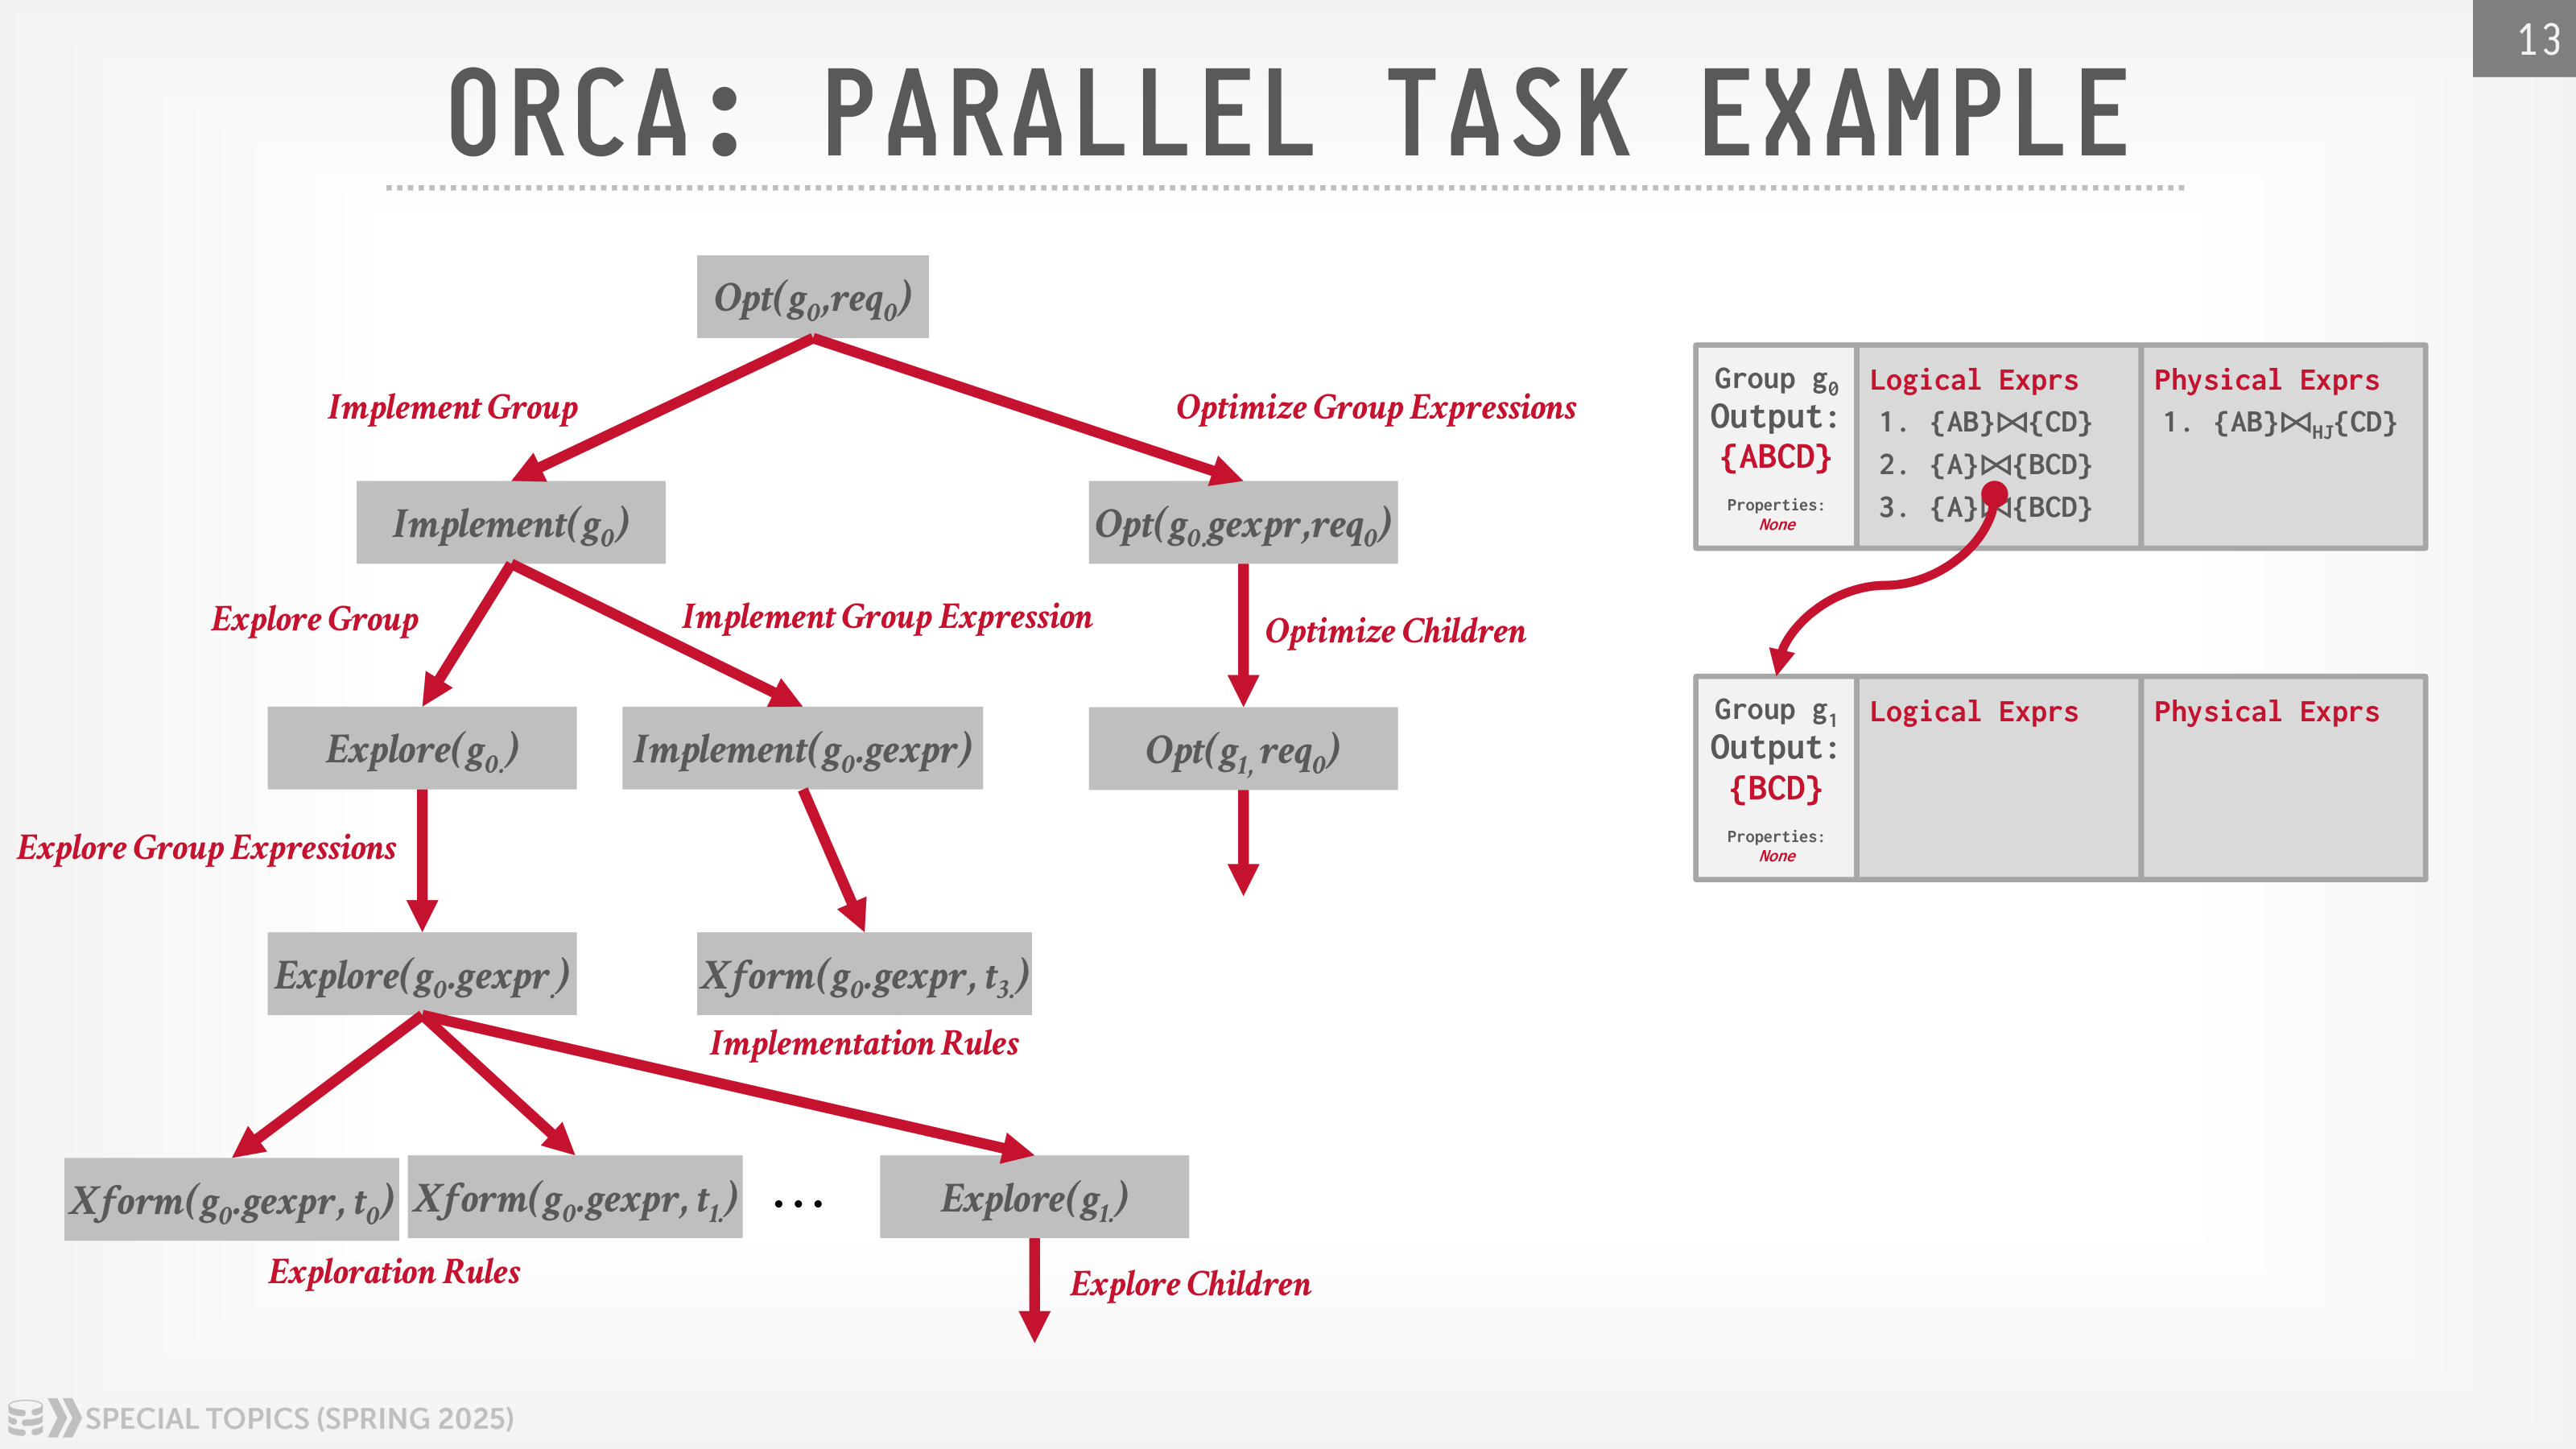 13
ORCA: PARALLEL TASK EXAMPLE
Opt(g0,req0)
Implement Group
Optimize Group Expressions
Implement(g0)
Opt(g0.gexpr,req0)
Explore Group
Implement Group Expression
Optimize Children
Explore(g0.)
Implement(g0.gexpr)
Opt(g1, req0)
Explore Group Expressions
Explore(g0.gexpr.)
Xform(g0.gexpr, t3.)
Implementation Rules
Xform(g0.gexpr, t0)
Xform(g0.gexpr, t1.)
...
Explore(g1.)
Exploration Rules
Explore Children
Group g0
Output:
{ABCD}
Properties:
None
Logical Exprs
1. {AB}⋈{CD}
2. {A}⋈{BCD}
3. {A}⋈{BCD}
Physical Exprs
1. {AB}⋈HJ{CD}
Group g1
Output:
{BCD}
Properties:
None
Logical Exprs
Physical Exprs
SPECIAL TOPICS (SPRING 2025)